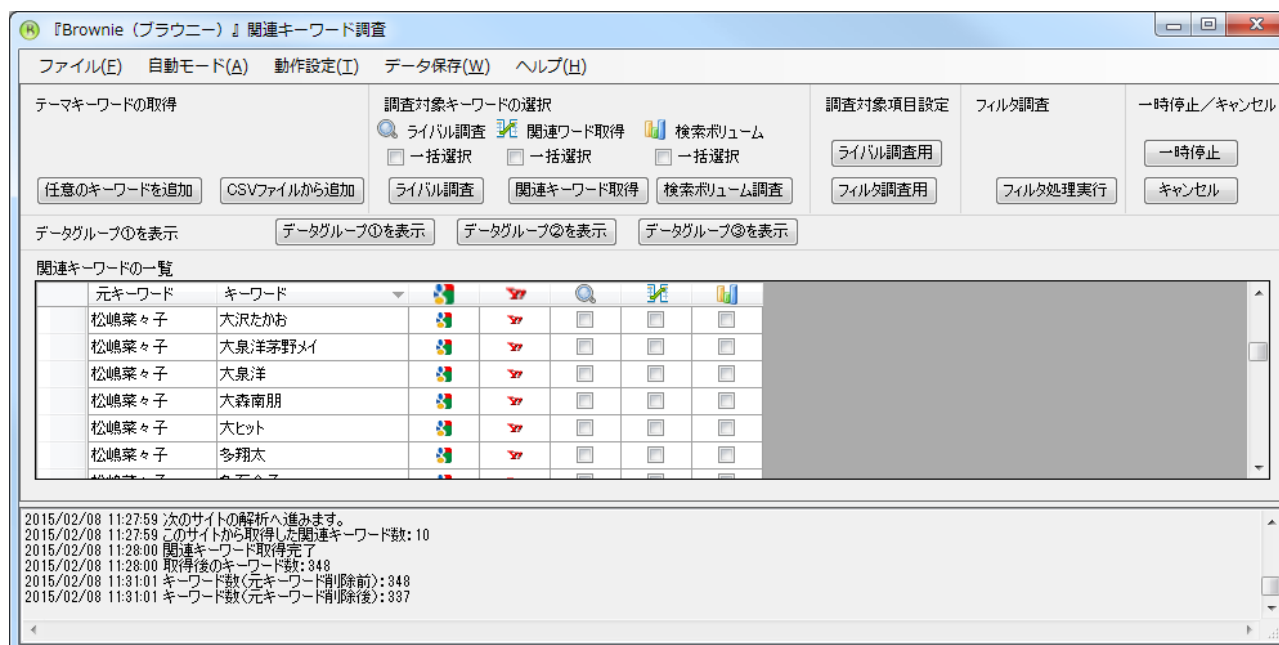 『Brownie（ブラウニー）』関連キーワード調査
ファイル(F) 自動モード(A) 動作設定(T) データ保存(W) ヘルプ(H)
テーマキーワードの取得 調査対象キーワードの選択 調査対象項目設定 フィルタ調査 一時停止／キャンセル
ライバル調査 関連ワード取得 検索ボリューム
一括選択 一括選択 一括選択 ライバル調査用 一時停止
任意のキーワードを追加 CSVファイルから追加 ライバル調査 関連キーワード取得 検索ボリューム調査 フィルタ調査用 フィルタ処理実行 キャンセル
データグループ①を表示 データグループ①を表示 データグループ②を表示 データグループ③を表示
関連キーワードの一覧
元キーワード キーワード
松嶋菜々子 大沢たかお
松嶋菜々子 大泉洋茅野メイ
松嶋菜々子 大泉洋
松嶋菜々子 大森南朋
松嶋菜々子 大ヒット
松嶋菜々子 多翔太
2015/02/08 11:27:59 次のサイトの解析へ進みます。
2015/02/08 11:27:59 このサイトから取得した関連キーワード数：10
2015/02/08 11:28:00 関連キーワード取得完了
2015/02/08 11:28:00 取得後のキーワード数：348
2015/02/08 11:31:01 キーワード数（元キーワード削除前）：348
2015/02/08 11:31:01 キーワード数（元キーワード削除後）：337